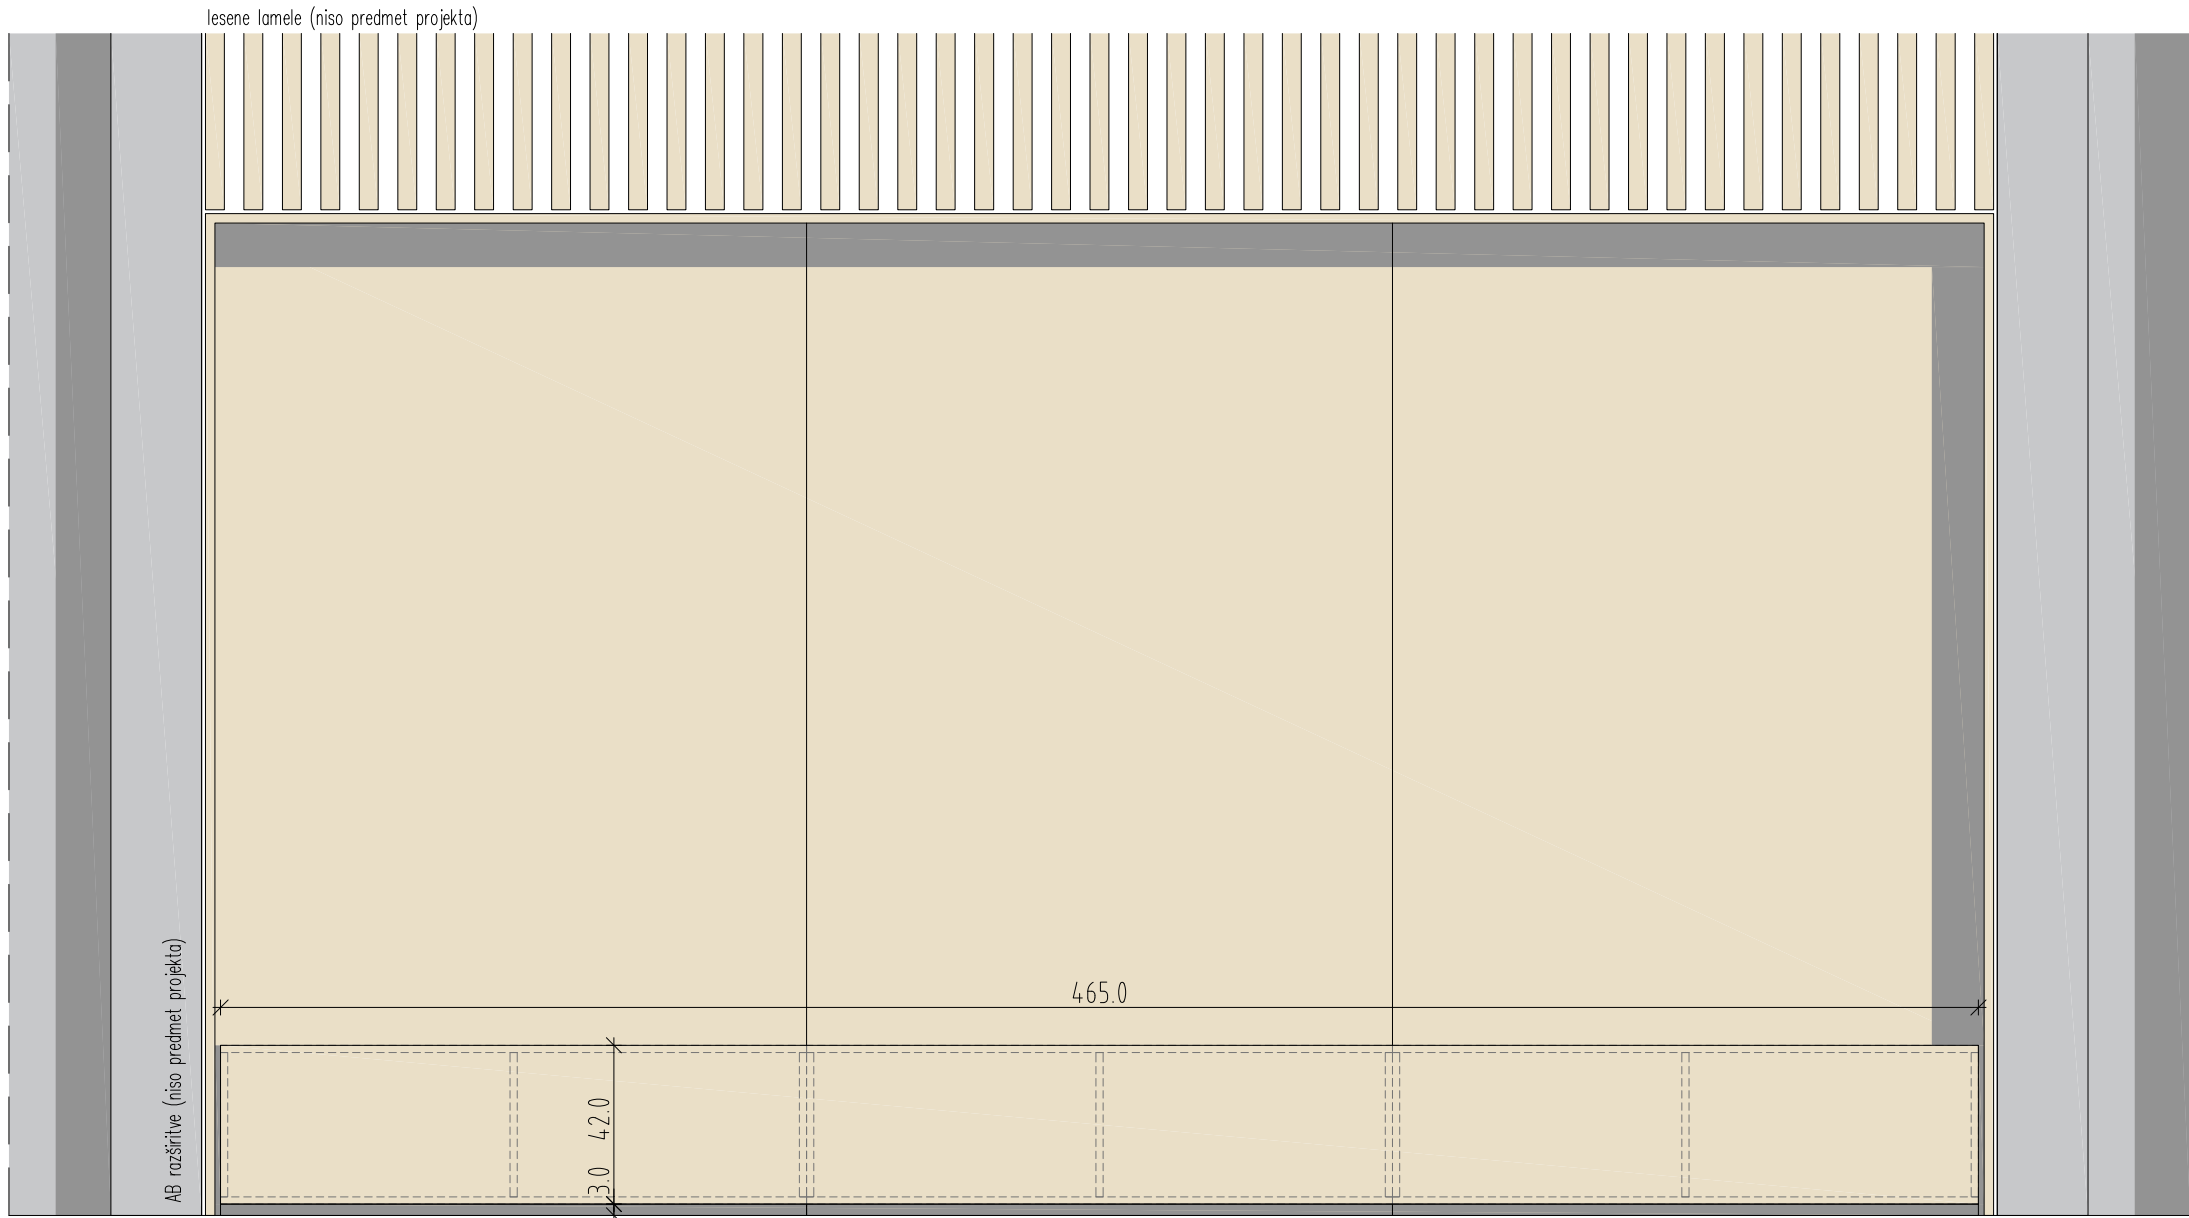 lesene lamele (niso predmet projekta)
465.0
42.0
3.0
AB razširitve (niso predmet projekta)